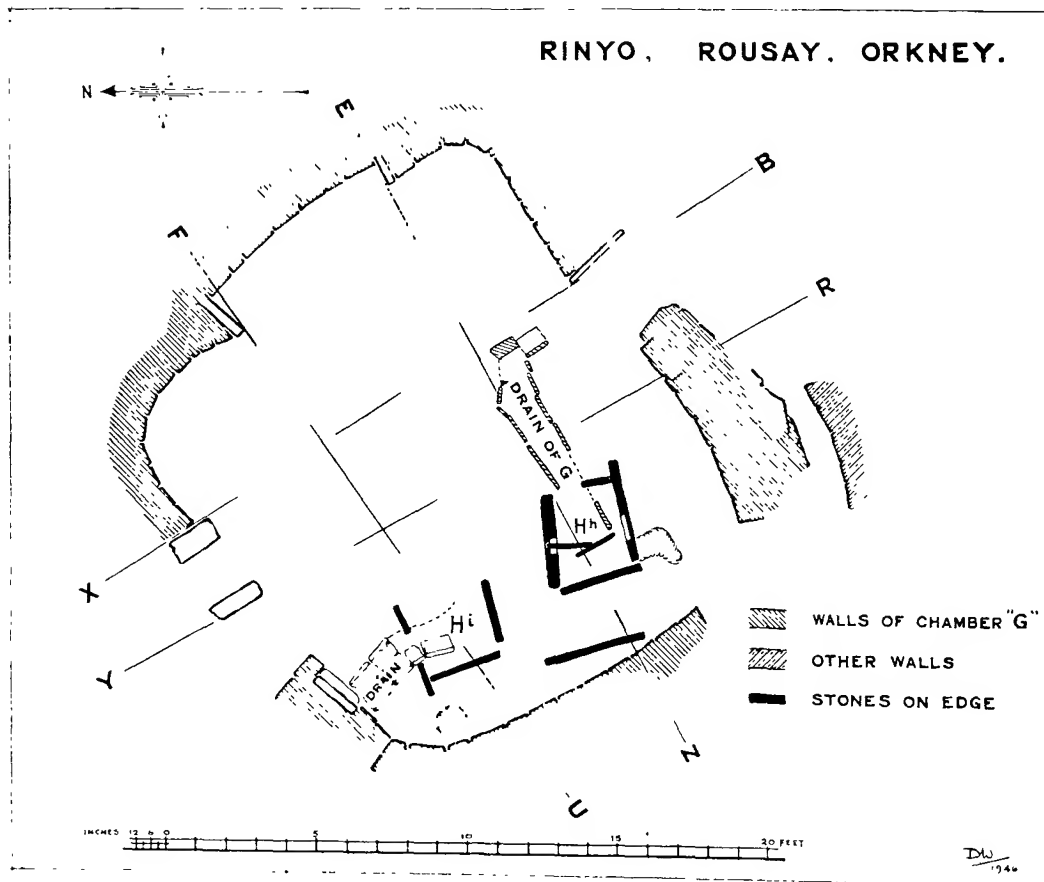 RINYO, ROUSAY. ORKNEY.
N
E
B
F
R
DRAIN OF G
Hh
X
Hi
Y
DRAIN
WALLS OF CHAMBER "G"
OTHER WALLS
STONES ON EDGE
Z
U
INCHES 12 6 0 5 10 15 20 FEET
DW
1946